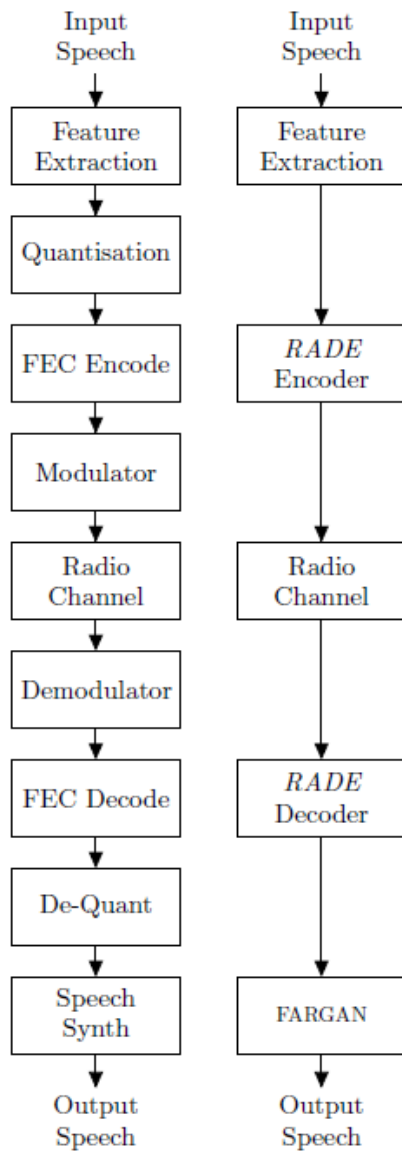 Input
Speech
Feature
Extraction
Quantisation
FEC Encode
Modulator
Radio
Channel
Demodulator
FEC Decode
De-Quant
Speech
Synth
Output
Speech
Input
Speech
Feature
Extraction
RADE
Encoder
Radio
Channel
RADE
Decoder
FARGAN
Output
Speech